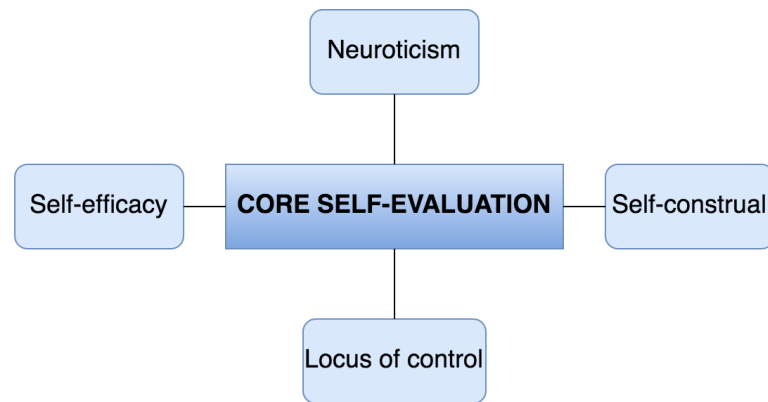 Neuroticism
Self-efficacy
CORE SELF-EVALUATION
Self-construal
Locus of control